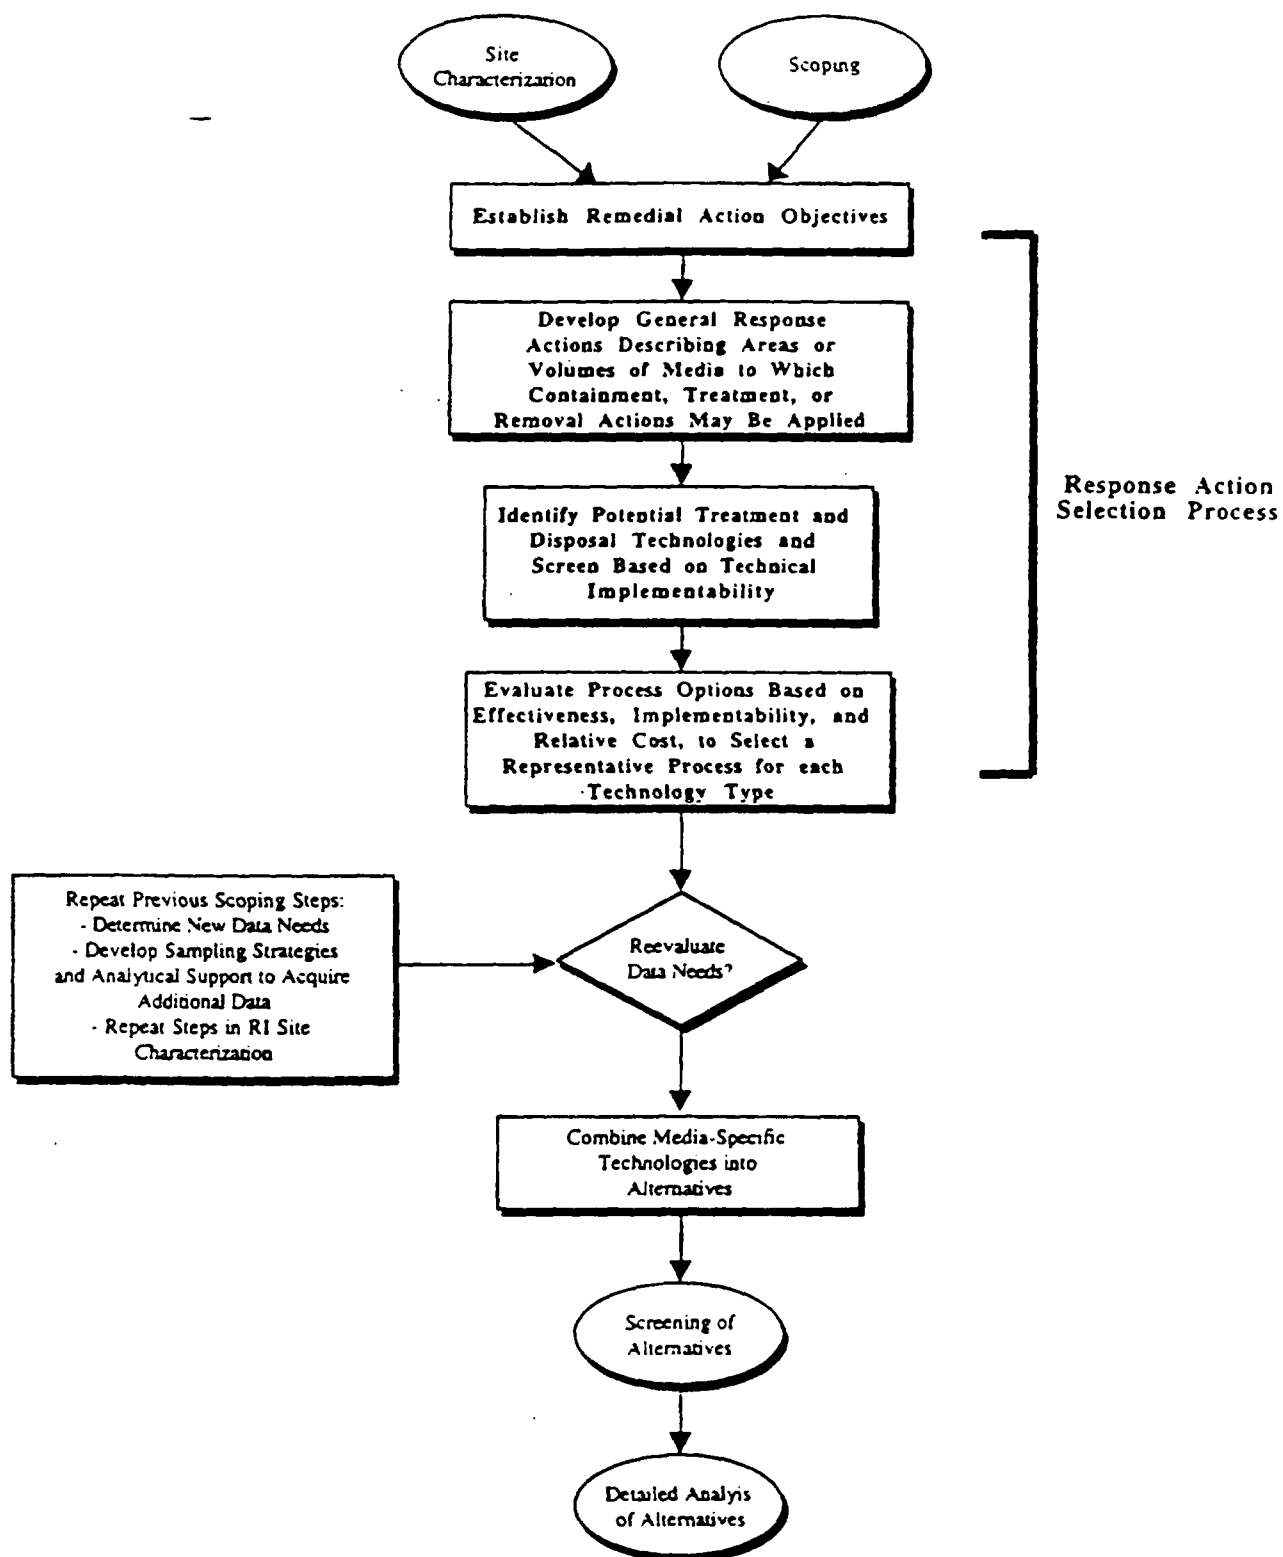 Site
Characterization
Scoping
Establish Remedial Action Objectives
Develop General Response
Actions Describing Areas or
Volumes of Media to Which
Containment, Treatment, or
Removal Actions May Be Applied
Identify Potential Treatment and
Disposal Technologies and
Screen Based on Technical
Implementability
Response Action
Selection Process
Evaluate Process Options Based on
Effectiveness, Implementability, and
Relative Cost, to Select a
Representative Process for each
Technology Type
Repeat Previous Scoping Steps:
- Determine New Data Needs
- Develop Sampling Strategies
and Analytical Support to Acquire
Additional Data
- Repeat Steps in RI Site
Characterization
Reevaluate
Data Needs?
Combine Media-Specific
Technologies into
Alternatives
Screening of
Alternatives
Detailed Analyis
of Alternatives